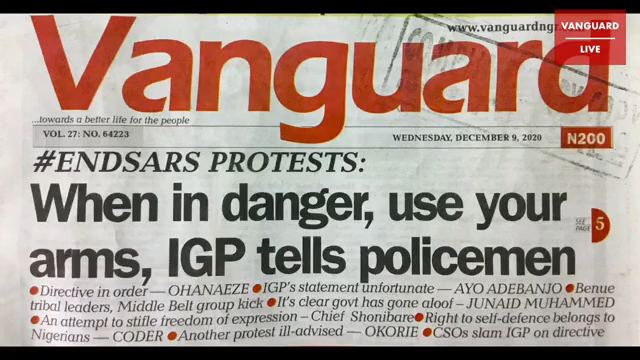 www.vanguardngr.
VANGUARD
LIVE
Vanguard
...towards a better life for the people
VOL. 27: NO. 64223
WEDNESDAY, DECEMBER 9, 2020
N200
#ENDSARS PROTESTS:
When in danger, use your
arms, IGP tells policemen
SEE
PAGE
5
●Directive in order — OHANAEZE ●IGP's statement unfortunate — AYO ADEBANJO ●Benue
tribal leaders, Middle Belt group kick ●It's clear govt has gone aloof – JUNAID MUHAMMED
●An attempt to stifle freedom of expression – Chief Shonibare ●Right to self-defence belongs to
Nigerians — CODER ●Another protest ill-advised — OKORIE ●CSOs slam IGP on directive